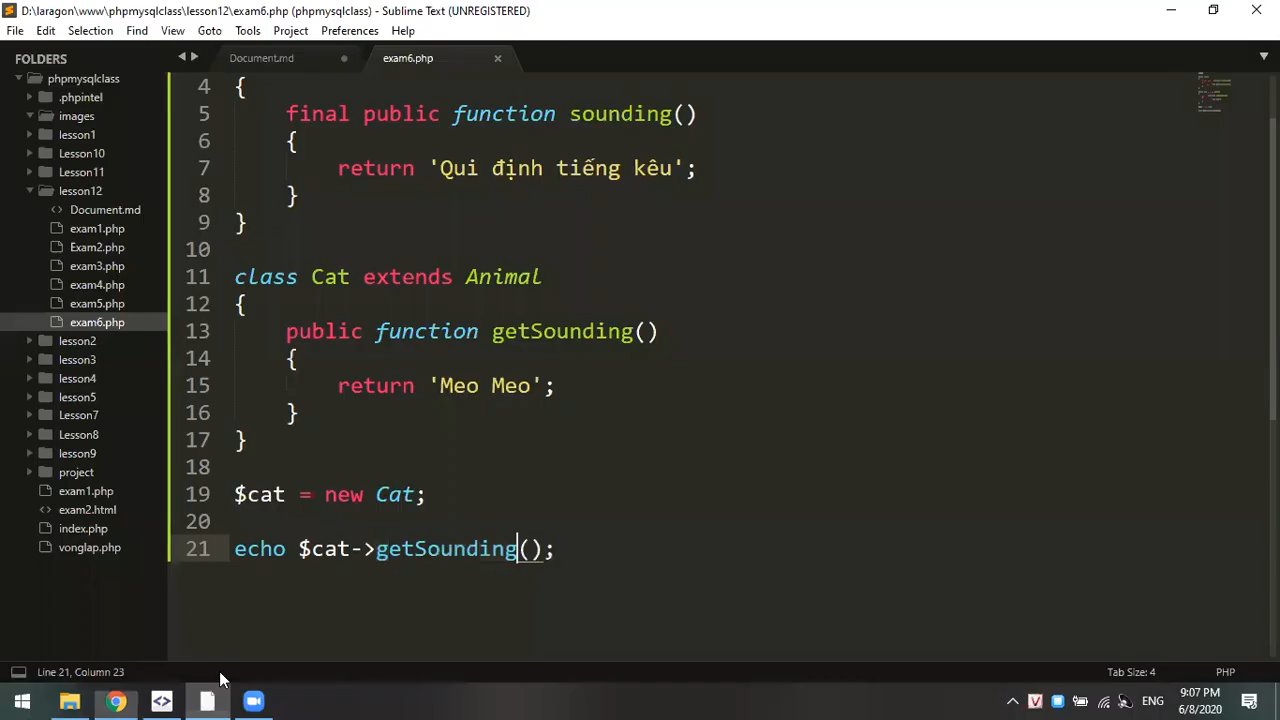 D:\laragon\www\phpmysqlclass\lesson12\exam6.php (phpmysqlclass) - Sublime Text (UNREGISTERED)
File Edit Selection Find View Goto Tools Project Preferences Help
FOLDERS
phpmysqlclass
.phpintel
images
lesson1
Lesson10
Lesson11
lesson12
Document.md
exam1.php
Exam2.php
exam3.php
exam4.php
exam5.php
exam6.php
lesson2
lesson3
lesson4
lesson5
Lesson7
Lesson8
lesson9
project
exam1.php
exam2.html
index.php
vonglap.php
Document.md exam6.php
4 {
5 final public function sounding()
6 {
7 return 'Qui định tiếng kêu';
8 }
9 }
10
11 class Cat extends Animal
12 {
13 public function getSounding()
14 {
15 return 'Meo Meo';
16 }
17 }
18
19 $cat = new Cat;
20
21 echo $cat->getSounding();
Line 21, Column 23 Tab Size: 4 PHP
ENG
9:07 PM
6/8/2020